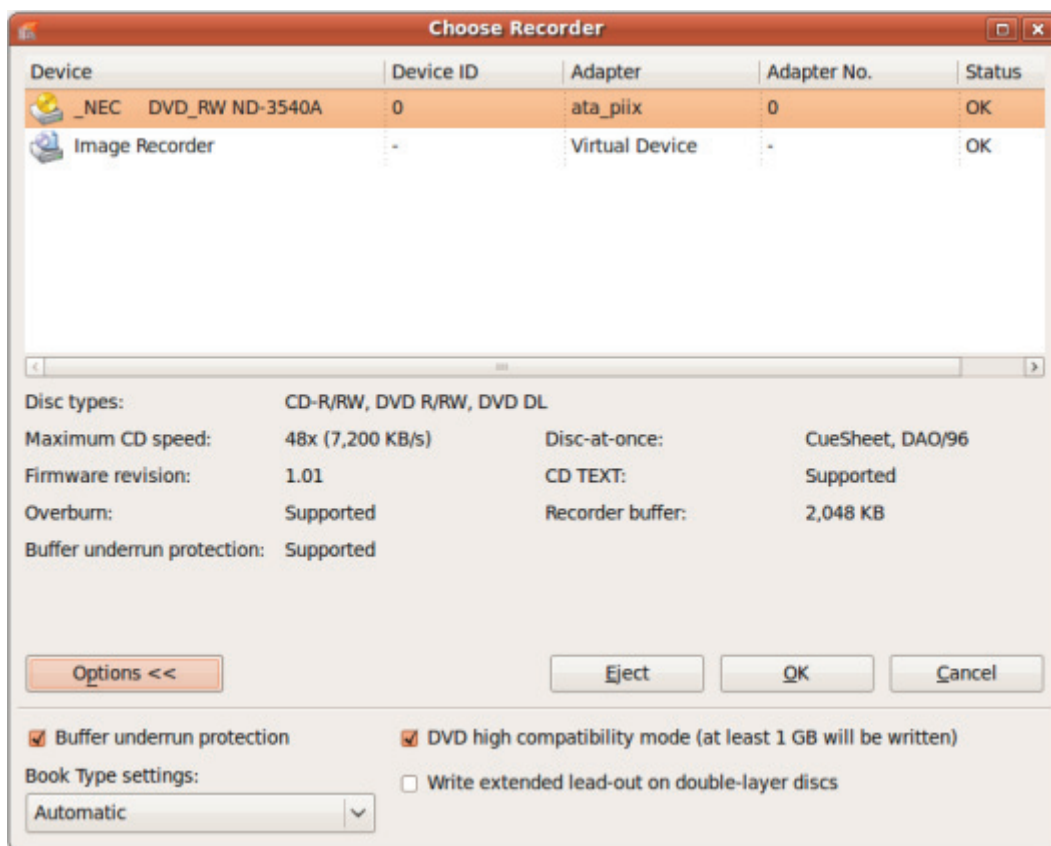 Choose Recorder
Device Device ID Adapter Adapter No. Status
_NEC DVD_RW ND-3540A 0 ata_piix 0 OK
Image Recorder - Virtual Device - OK
Disc types: CD-R/RW, DVD R/RW, DVD DL
Maximum CD speed: 48x (7,200 KB/s) Disc-at-once: CueSheet, DAO/96
Firmware revision: 1.01 CD TEXT: Supported
Overburn: Supported Recorder buffer: 2,048 KB
Buffer underrun protection: Supported
Options << Eject OK Cancel
Buffer underrun protection DVD high compatibility mode (at least 1 GB will be written)
Book Type settings: Write extended lead-out on double-layer discs
Automatic